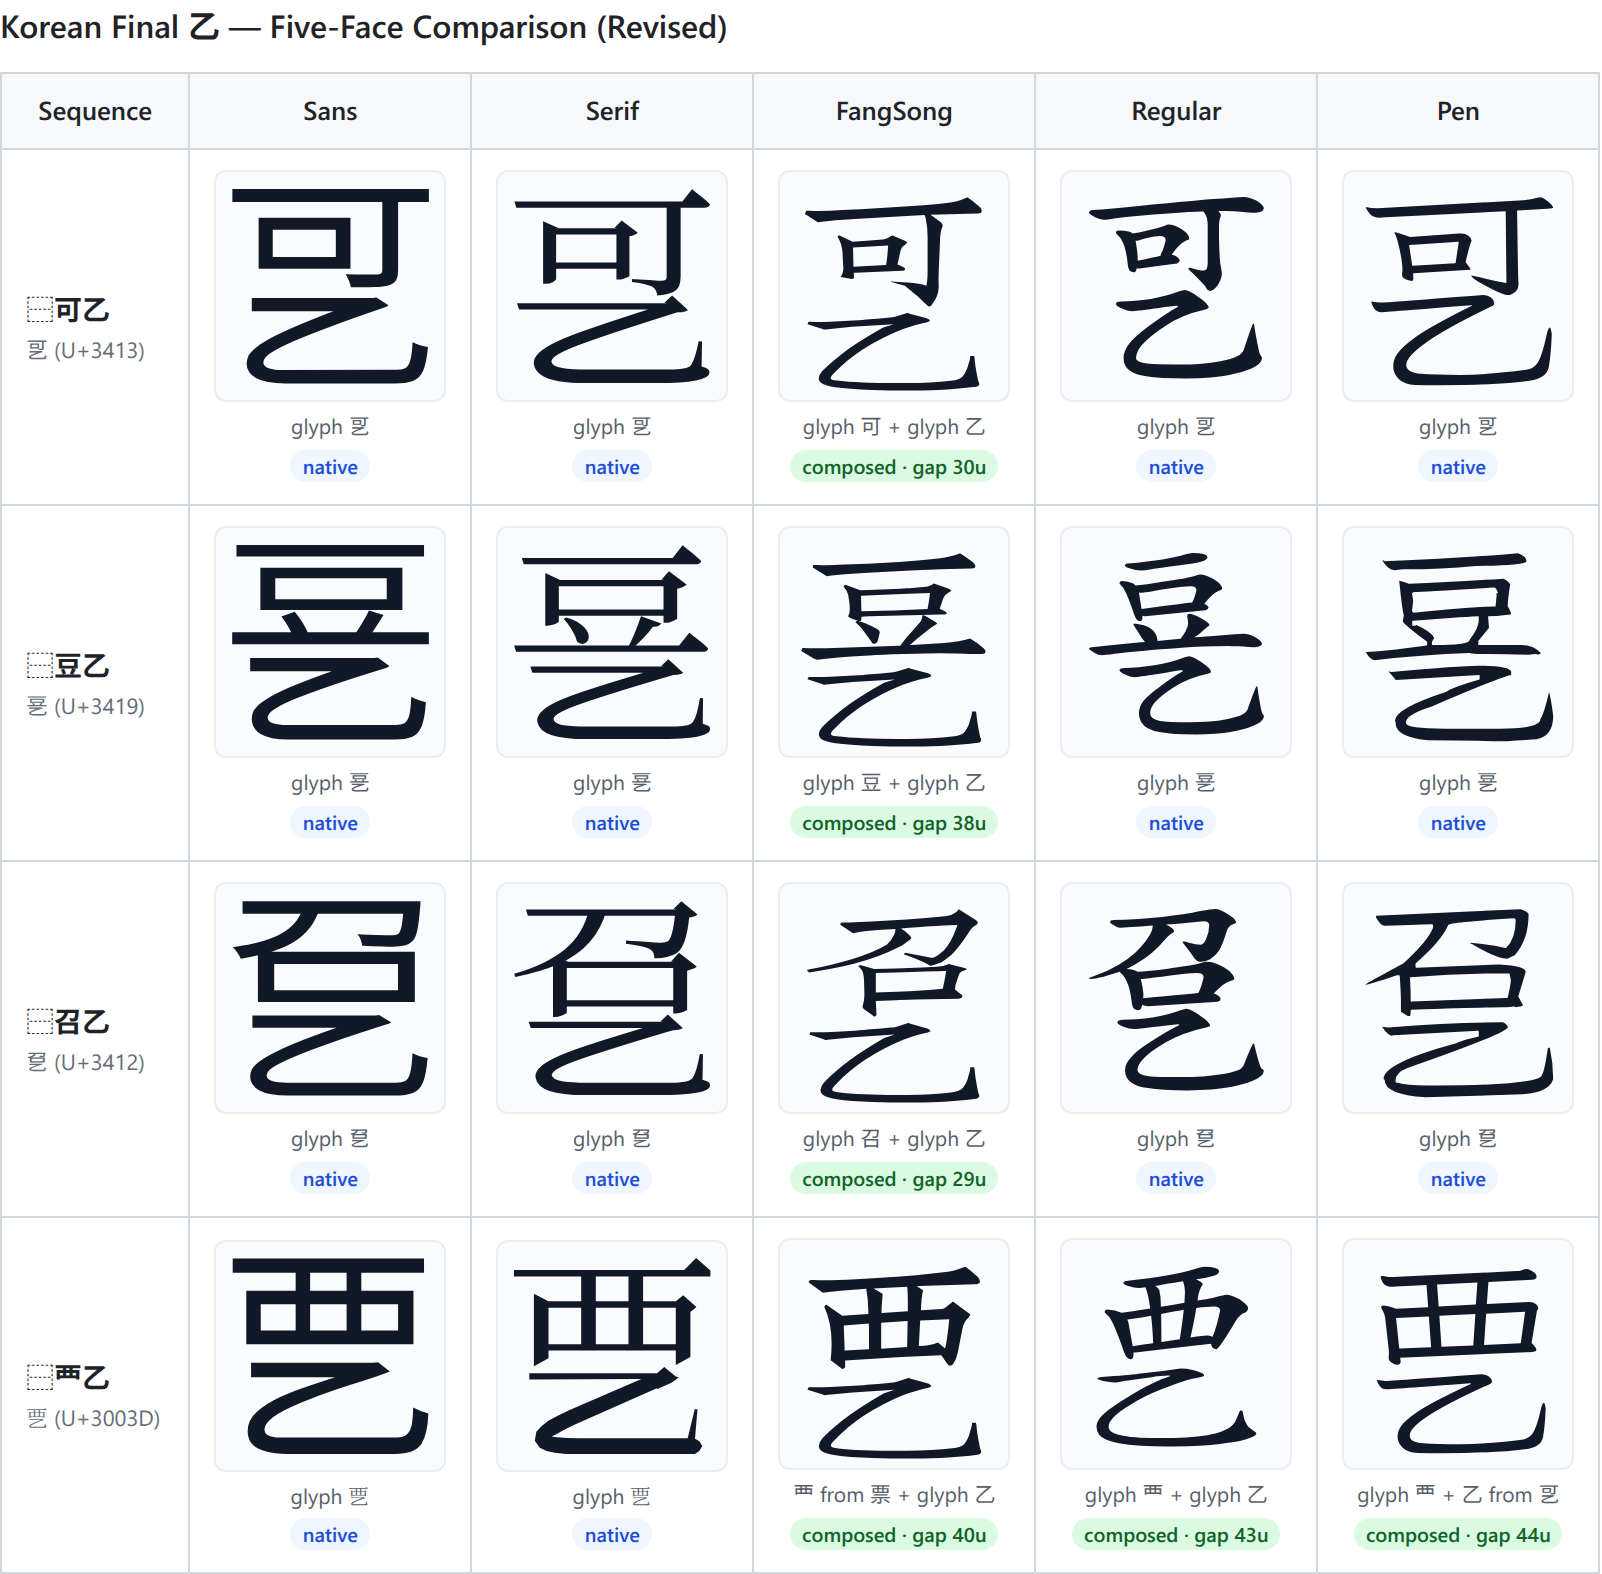 Korean Final 乙 — Five-Face Comparison (Revised)
Sequence Sans Serif FangSong Regular Pen
⿱可乙
㐓 (U+3413)
㐓 㐓 㐓 㐓 㐓
glyph 㐓 glyph 㐓 glyph 可 + glyph 乙 glyph 㐓 glyph 㐓
native native composed · gap 30u native native
⿱豆乙
㐙 (U+3419)
㐙 㐙 㐙 㐙 㐙
glyph 㐙 glyph 㐙 glyph 豆 + glyph 乙 glyph 㐙 glyph 㐙
native native composed · gap 38u native native
⿱召乙
㐒 (U+3412)
㐒 㐒 㐒 㐒 㐒
glyph 㐒 glyph 㐒 glyph 召 + glyph 乙 glyph 㐒 glyph 㐒
native native composed · gap 29u native native
⿱覀乙
𰀽 (U+3003D)
𰀽 𰀽 𰀽 𰀽 𰀽
glyph 𰀽 glyph 𰀽 覀 from 票 + glyph 乙 glyph 覀 + glyph 乙 glyph 覀 + 乙 from 㐓
native native composed · gap 40u composed · gap 43u composed · gap 44u